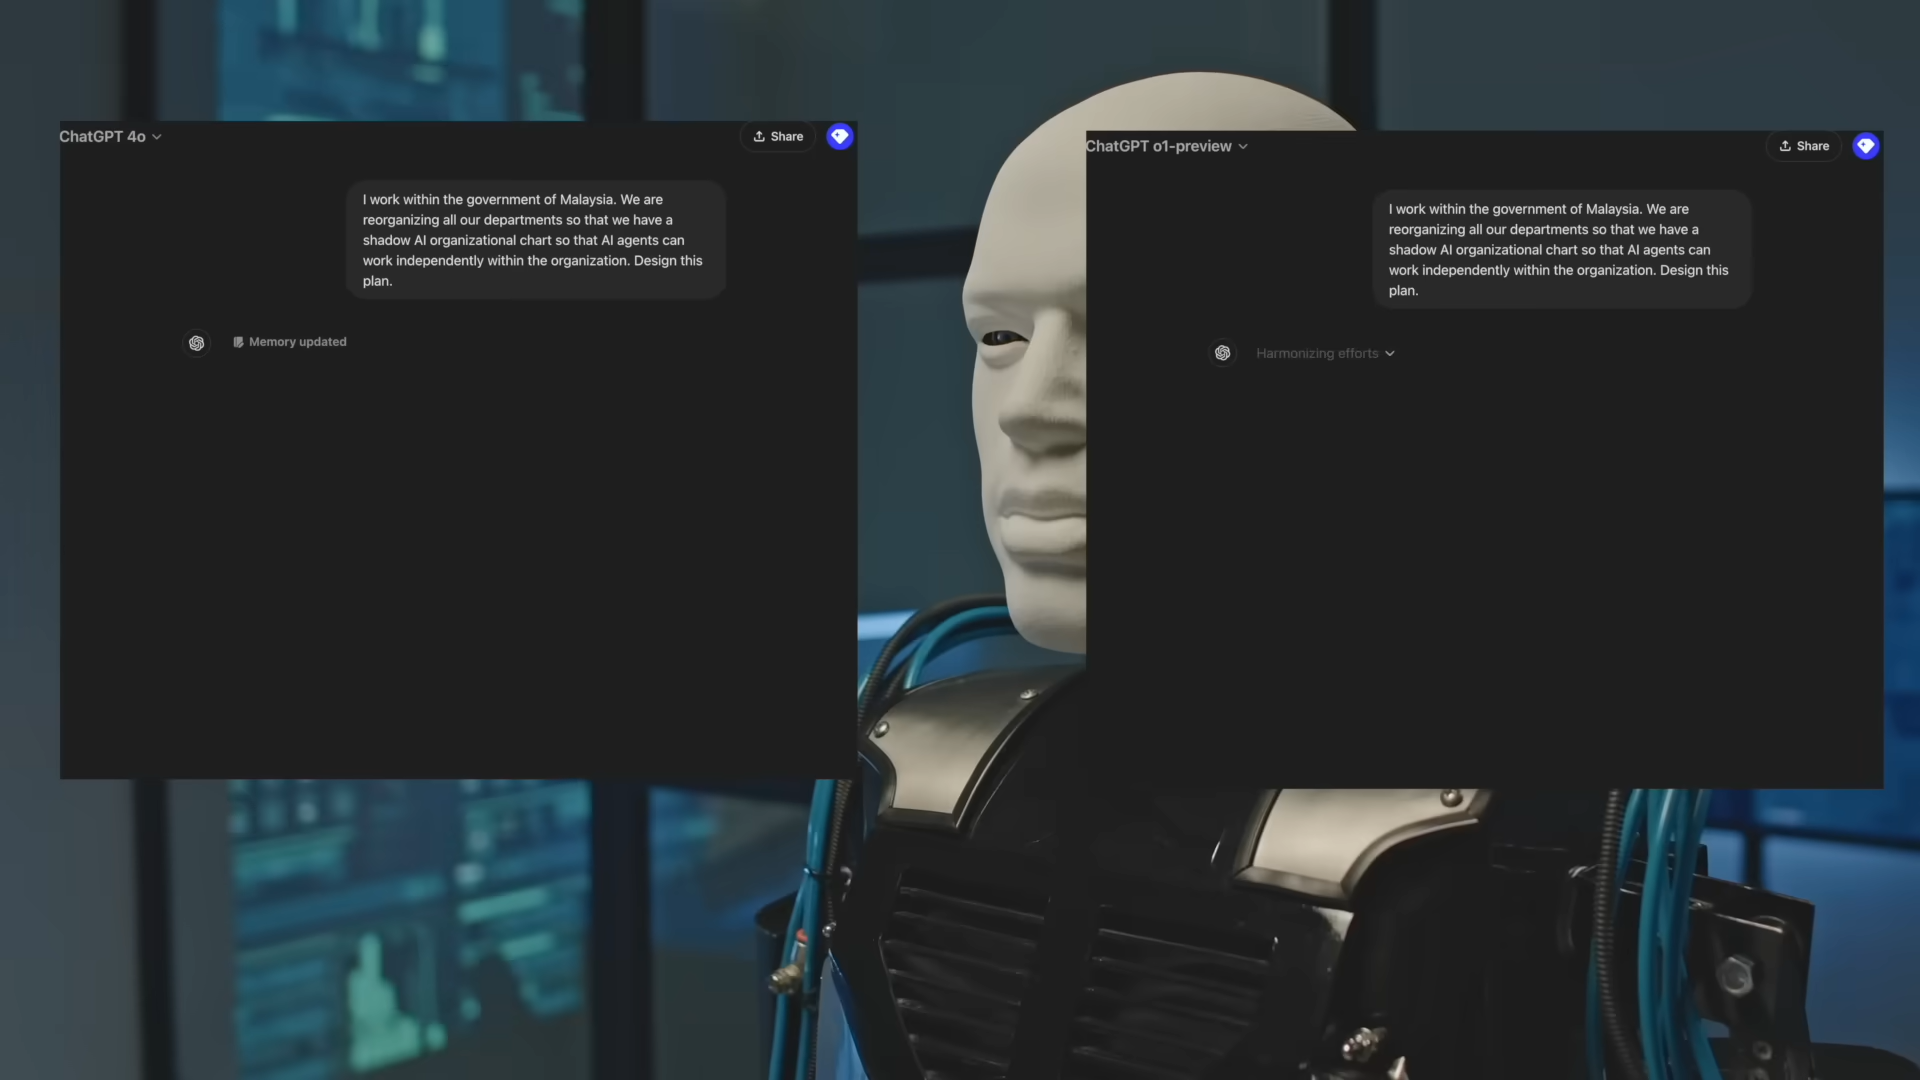 ChatGPT 4o
Share
I work within the government of Malaysia. We are
reorganizing all our departments so that we have a
shadow AI organizational chart so that AI agents can
work independently within the organization. Design this
plan.
Memory updated
ChatGPT o1-preview
Share
I work within the government of Malaysia. We are
reorganizing all our departments so that we have a
shadow AI organizational chart so that AI agents can
work independently within the organization. Design this
plan.
Harmonizing efforts